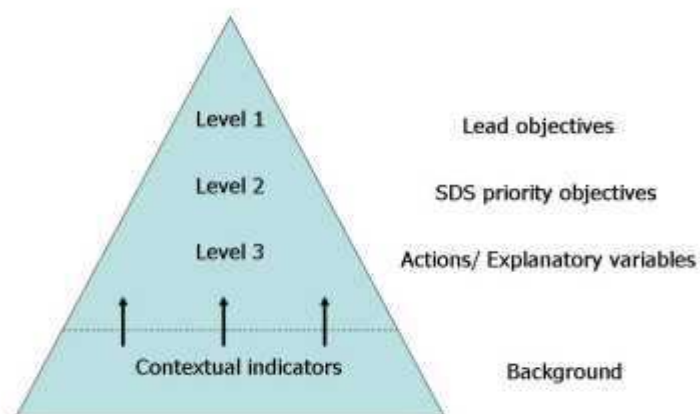 Level 1
Lead objectives
Level 2
SDS priority objectives
Level 3
Actions/ Explanatory variables
Contextual indicators
Background